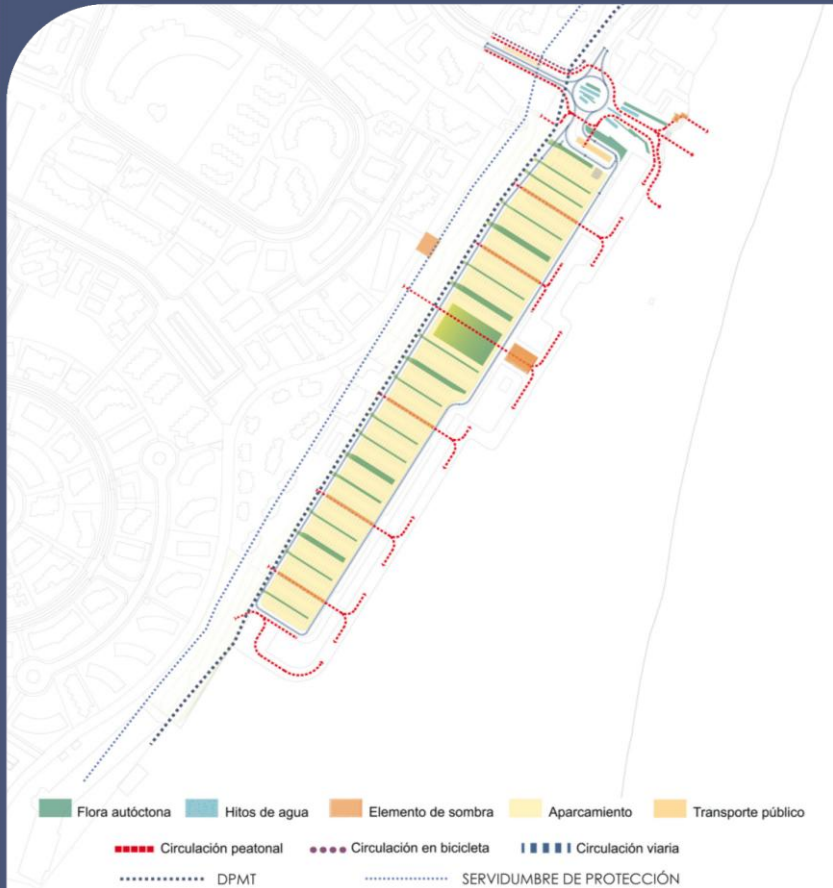 Flora autóctona Hitos de agua Elemento de sombra Aparcamiento Transporte público
Circulación peatonal Circulación en bicicleta Circulación viaria
DPMT SERVIDUMBRE DE PROTECCIÓN